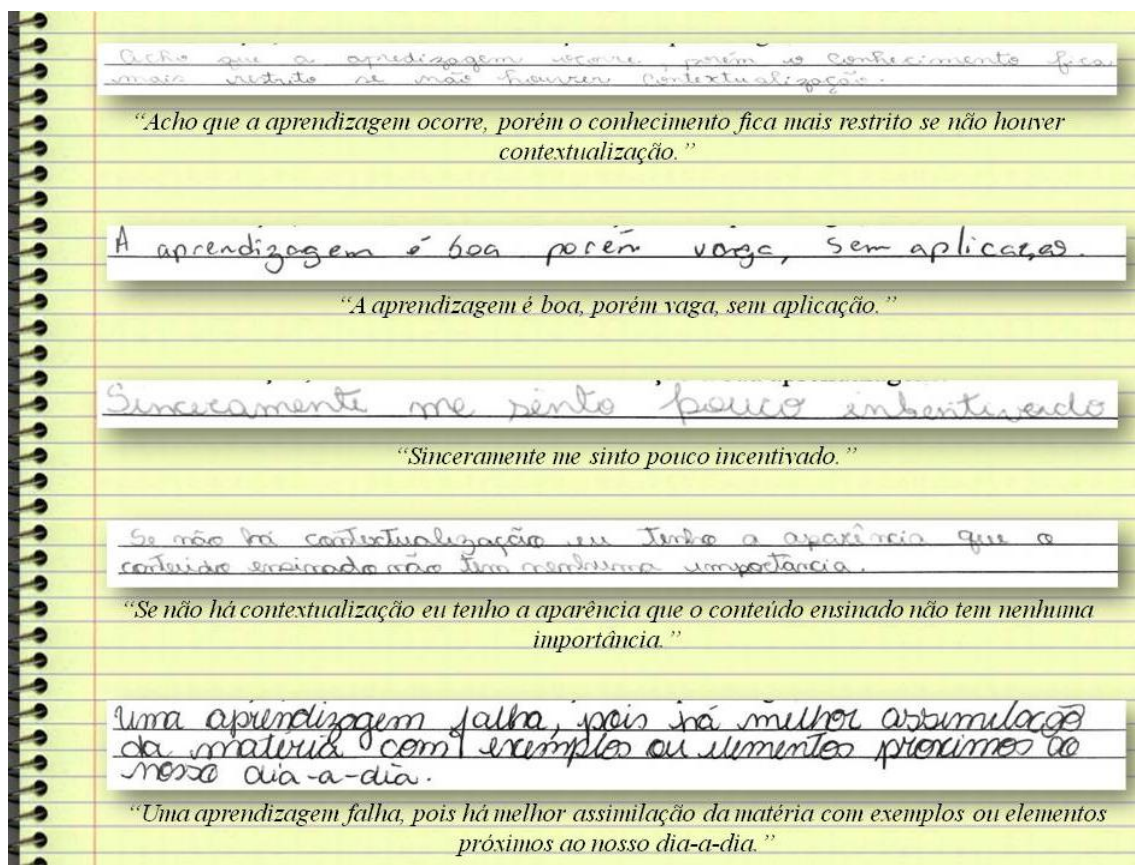 Acho que a apredizagem ocorre, porém o conhecimento fica
mais restrito se não houver contextualização.
“Acho que a aprendizagem ocorre, porém o conhecimento fica mais restrito se não houver
contextualização.”
A aprendizagem é boa porém vaga, sem aplicação.
“A aprendizagem é boa, porém vaga, sem aplicação.”
Sinceramente me sinto pouco insentivado
“Sinceramente me sinto pouco incentivado.”
Se não há contextualização eu tenho a aparência que o
conteúdo ensinado não tem nenhuma importância.
“Se não há contextualização eu tenho a aparência que o conteúdo ensinado não tem nenhuma
importância.”
Uma aprendizagem falha, pois há melhor assimilação
da matéria com exemplos ou elementos proximos ao
nosso dia-a-dia.
“Uma aprendizagem falha, pois há melhor assimilação da matéria com exemplos ou elementos
próximos ao nosso dia-a-dia.”